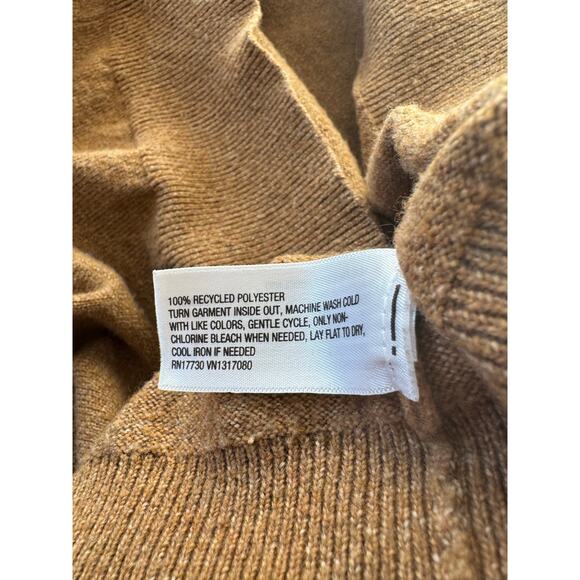 100% RECYCLED POLYESTER
TURN GARMENT INSIDE OUT, MACHINE WASH COLD
WITH LIKE COLORS, GENTLE CYCLE, ONLY NON-
CHLORINE BLEACH WHEN NEEDED, LAY FLAT TO DRY,
COOL IRON IF NEEDED
RN17730 VN1317080